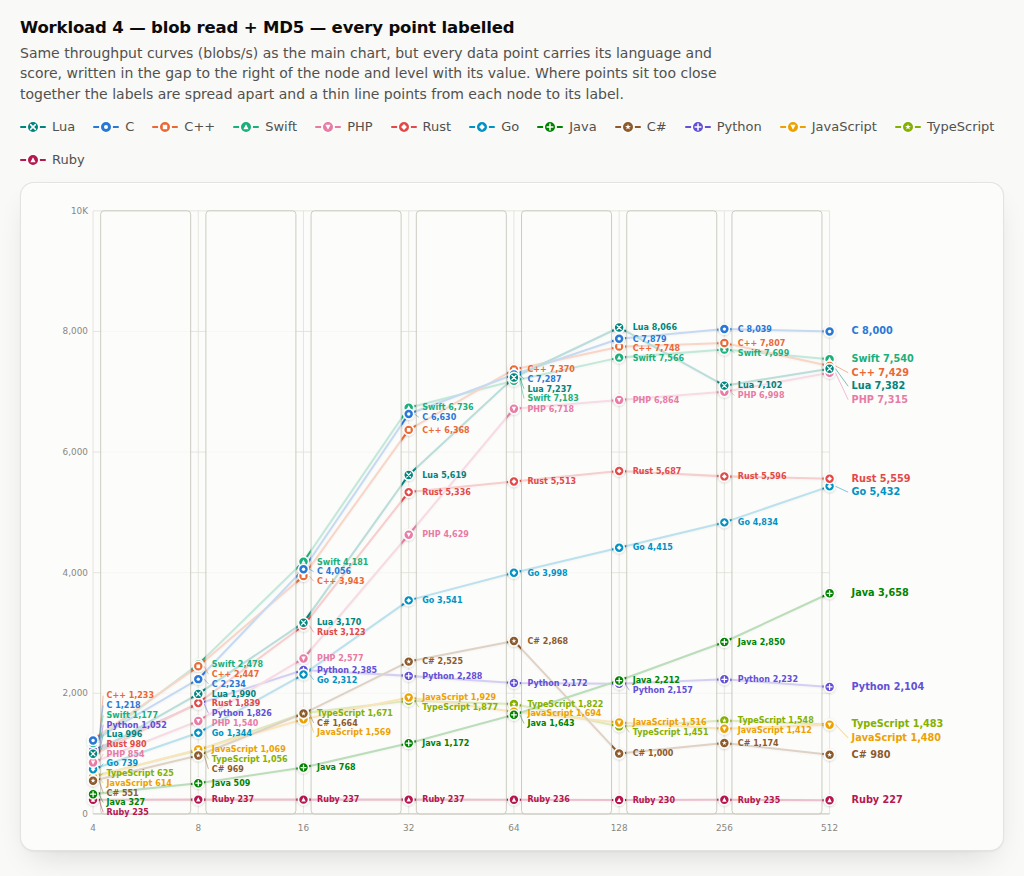 Workload 4 — blob read + MD5 — every point labelled
Same throughput curves (blobs/s) as the main chart, but every data point carries its language and
score, written in the gap to the right of the node and level with its value. Where points sit too close
together the labels are spread apart and a thin line points from each node to its label.
Lua C C++ Swift PHP Rust Go Java C# Python JavaScript TypeScript
Ruby
10K
8,000
6,000
4,000
2,000
0
C++ 1,233
C 1,218
Swift 1,177
Python 1,052
Lua 996
Rust 980
PHP 854
Go 739
TypeScript 625
JavaScript 614
C# 551
Java 327
Ruby 235
Swift 2,478
C++ 2,447
C 2,234
Lua 1,990
Rust 1,839
Python 1,826
PHP 1,540
Go 1,344
JavaScript 1,069
TypeScript 1,056
C# 969
Java 509
Ruby 237
Swift 4,181
C 4,056
C++ 3,943
Lua 3,170
Rust 3,123
PHP 2,577
Python 2,385
Go 2,312
TypeScript 1,671
C# 1,664
JavaScript 1,569
Java 768
Ruby 237
Swift 6,736
C 6,630
C++ 6,368
Lua 5,619
Rust 5,336
PHP 4,629
Go 3,541
C# 2,525
Python 2,288
JavaScript 1,929
TypeScript 1,877
Java 1,172
Ruby 237
C++ 7,370
C 7,287
Lua 7,237
Swift 7,183
PHP 6,718
Rust 5,513
Go 3,998
C# 2,868
Python 2,172
TypeScript 1,822
JavaScript 1,694
Java 1,643
Ruby 236
Lua 8,066
C 7,879
C++ 7,748
Swift 7,566
PHP 6,864
Rust 5,687
Go 4,415
Java 2,212
Python 2,157
JavaScript 1,516
TypeScript 1,451
C# 1,000
Ruby 230
C 8,039
C++ 7,807
Swift 7,699
Lua 7,102
PHP 6,998
Rust 5,596
Go 4,834
Java 2,850
Python 2,232
TypeScript 1,548
JavaScript 1,412
C# 1,174
Ruby 235
C 8,000
Swift 7,540
C++ 7,429
Lua 7,382
PHP 7,315
Rust 5,559
Go 5,432
Java 3,658
Python 2,104
TypeScript 1,483
JavaScript 1,480
C# 980
Ruby 227
4 8 16 32 64 128 256 512